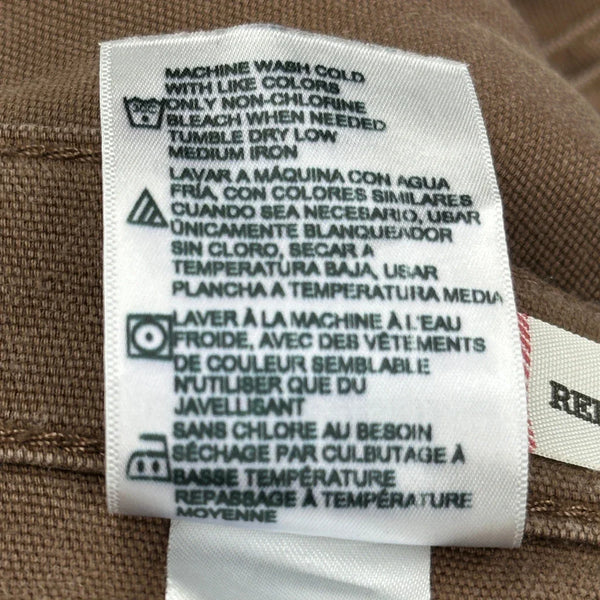 MACHINE WASH COLD
WITH LIKE COLORS
ONLY NON-CHLORINE
BLEACH WHEN NEEDED
TUMBLE DRY LOW
MEDIUM IRON
LAVAR A MÁQUINA CON AGUA
FRÍA, CON COLORES SIMILARES
CUANDO SEA NECESARIO, USAR
ÚNICAMENTE BLANQUEADOR
SIN CLORO, SECAR A
TEMPERATURA BAJA, USAR
PLANCHA A TEMPERATURA MEDIA
LAVER À LA MACHINE À L'EAU
FROIDE, AVEC DES VÊTEMENTS
DE COULEUR SEMBLABLE
N'UTILISER QUE DU
JAVELLISANT
SANS CHLORE AU BESOIN
SÉCHAGE PAR CULBUTAGE À
BASSE TEMPÉRATURE
REPASSAGE À TEMPÉRATURE
MOYENNE